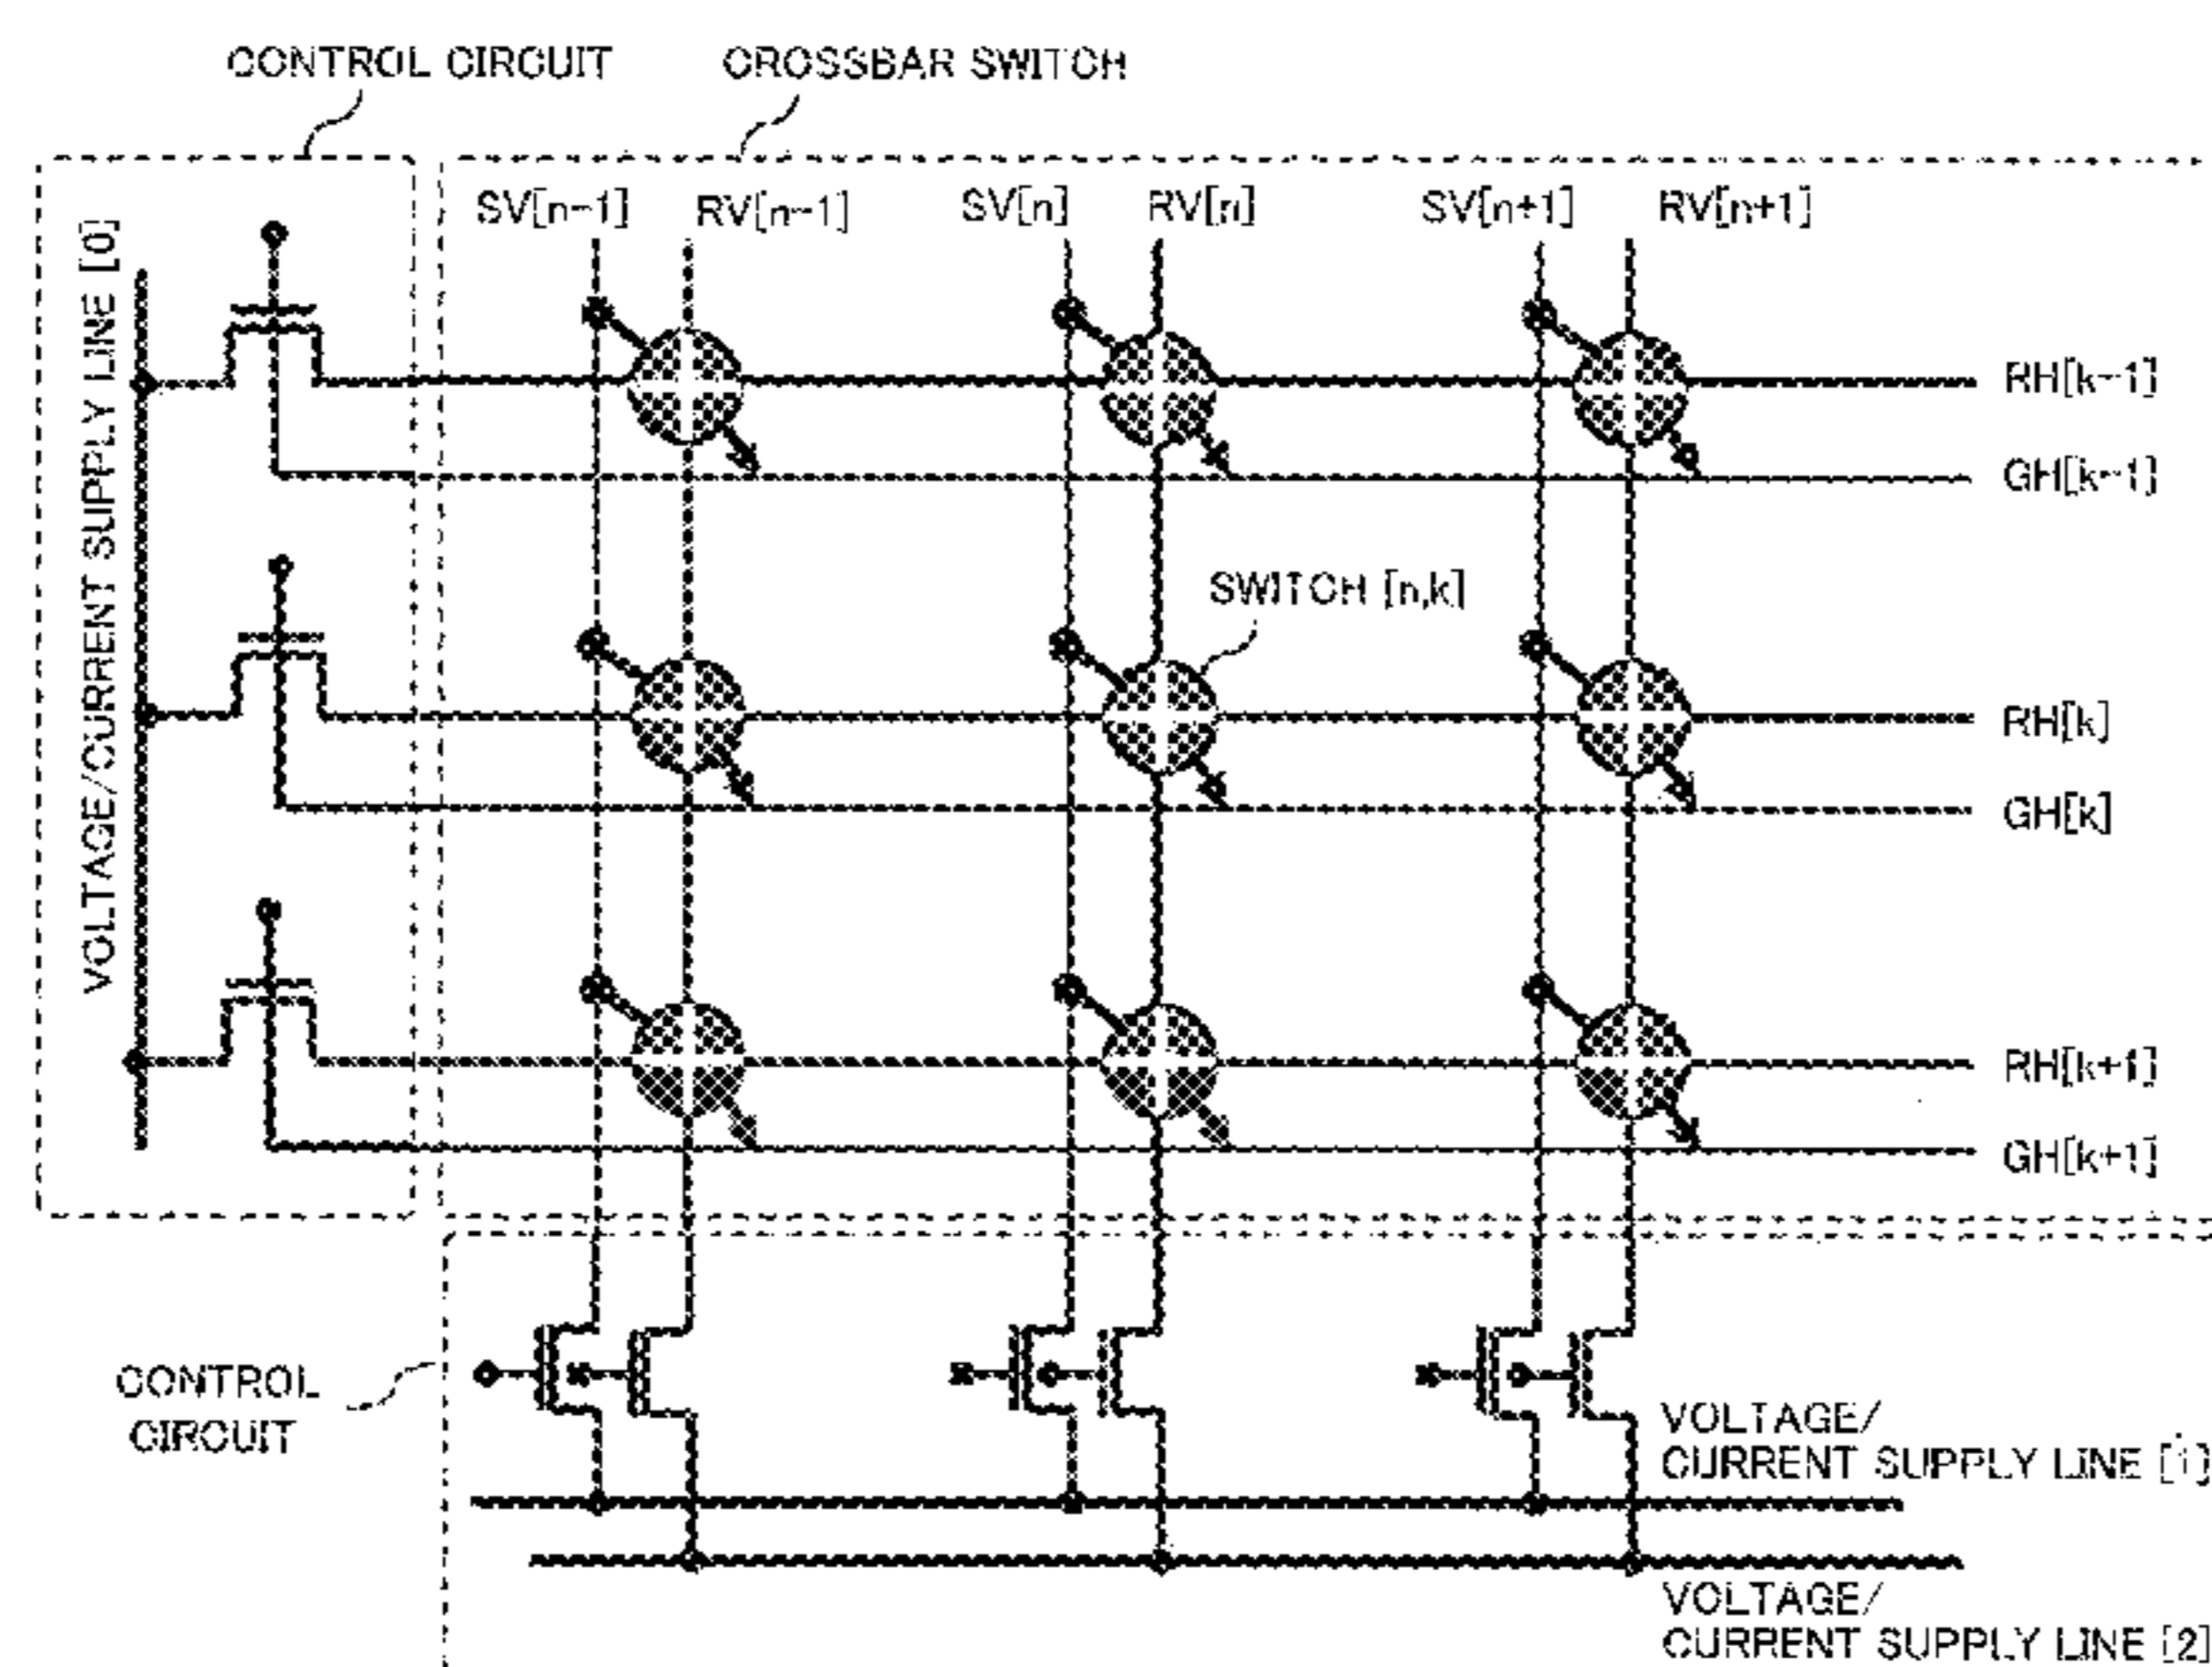 CONTROL CIRCUIT
CROSSBAR SWITCH
VOLTAGE/CURRENT SUPPLY LINE [0]
SV[n-1]
RV[n-1]
SV[n]
RV[n]
SV[n+1]
RV[n+1]
RH[k-1]
GH[k-1]
SWITCH [n,k]
RH[k]
GH[k]
RH[k+1]
GH[k+1]
CONTROL
CIRCUIT
VOLTAGE/
CURRENT SUPPLY LINE [1]
VOLTAGE/
CURRENT SUPPLY LINE [2]